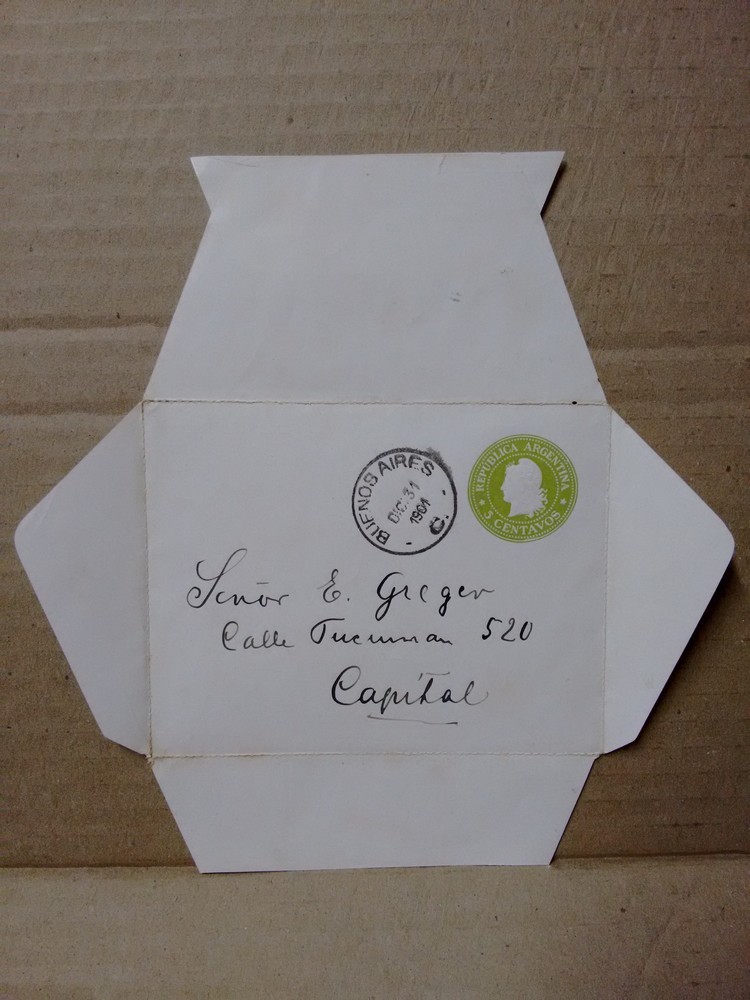 BUENOS AIRES
DIC. 31
1901
C.
REPUBLICA ARGENTINA
5 CENTAVOS
Señor E. Greger
Calle Tucuman 520
Capital